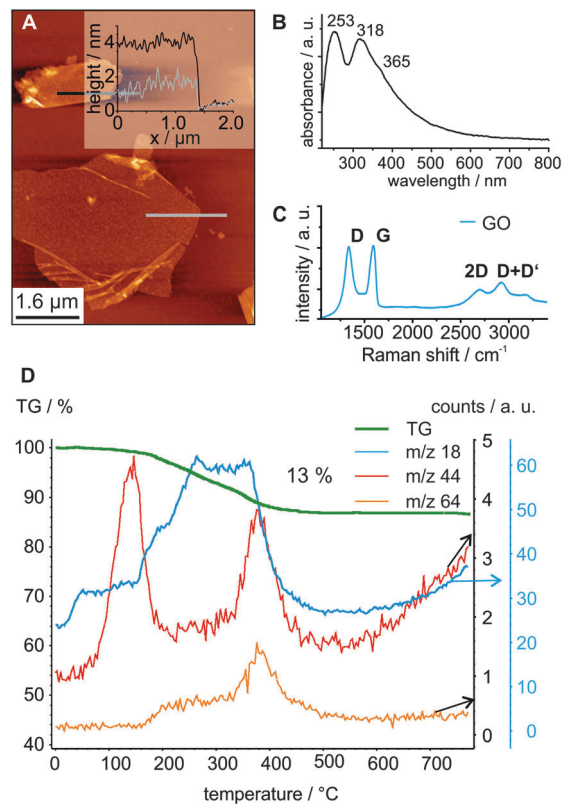 A
height / nm
4
2
0
0
1.0
2.0
x / μm
1.6 μm
B
absorbance / a. u.
253
318
365
300 400 500 600 700 800
wavelength / nm
C
intensity / a. u.
D
G
GO
2D
D+D‘
1500 2250 3000
Raman shift / cm-1
D
TG / %
counts / a. u.
TG
m/z 18
m/z 44
m/z 64
13 %
100
90
80
70
60
50
40
5
4
3
2
1
0
60
50
40
30
20
10
0
0 100 200 300 400 500 600 700
temperature / °C